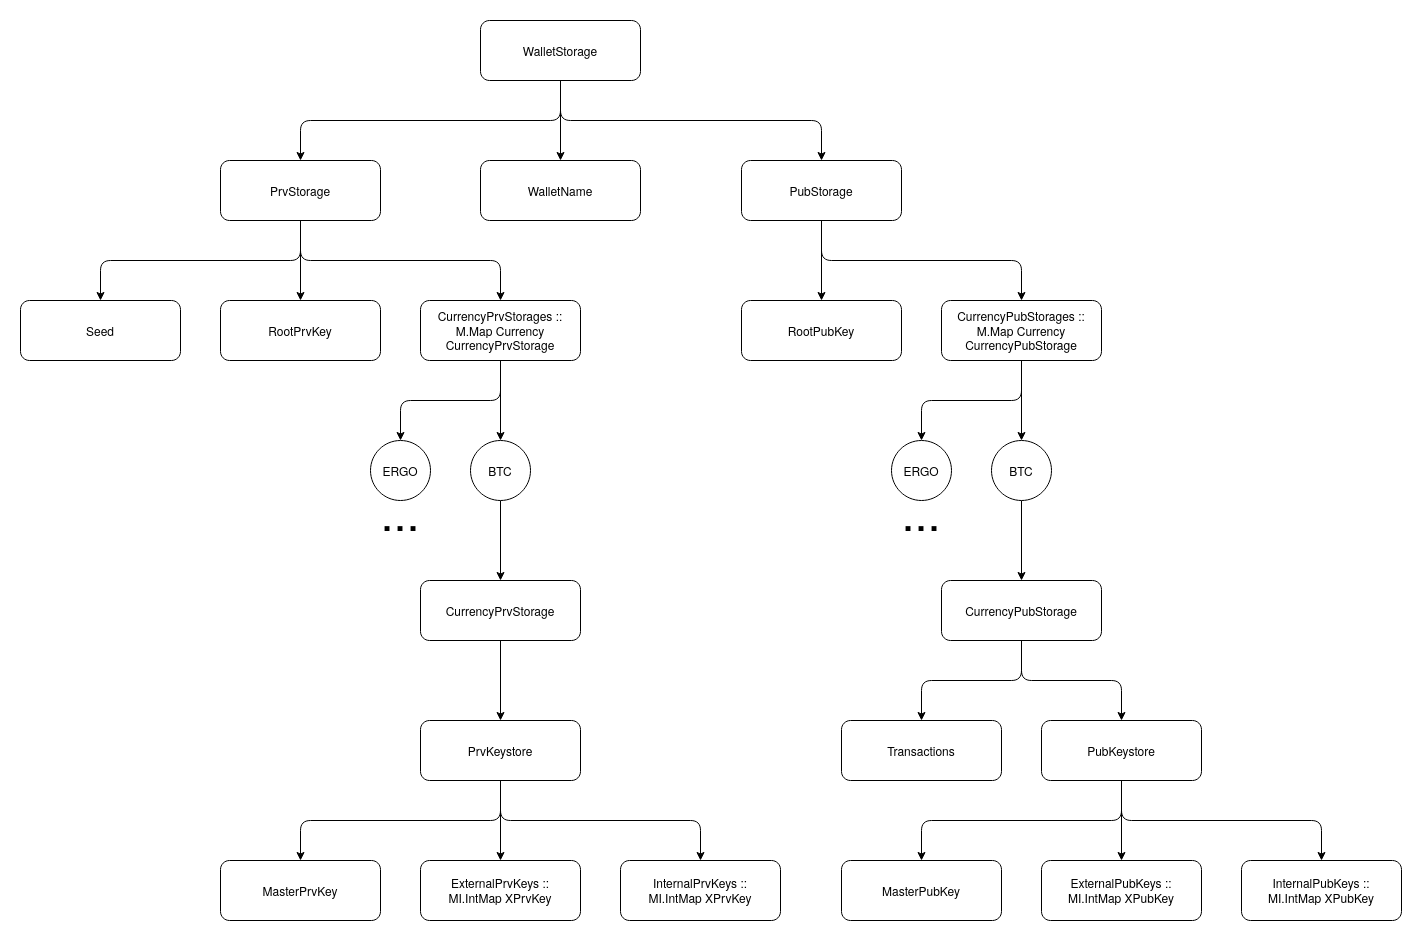 WalletStorage
PrvStorage
WalletName
PubStorage
Seed
RootPrvKey
CurrencyPrvStorages ::
M.Map Currency
CurrencyPrvStorage
RootPubKey
CurrencyPubStorages ::
M.Map Currency
CurrencyPubStorage
ERGO
BTC
ERGO
BTC
...
...
CurrencyPrvStorage
CurrencyPubStorage
PrvKeystore
Transactions
PubKeystore
MasterPrvKey
ExternalPrvKeys ::
MI.IntMap XPrvKey
InternalPrvKeys ::
MI.IntMap XPrvKey
MasterPubKey
ExternalPubKeys ::
MI.IntMap XPubKey
InternalPubKeys ::
MI.IntMap XPubKey